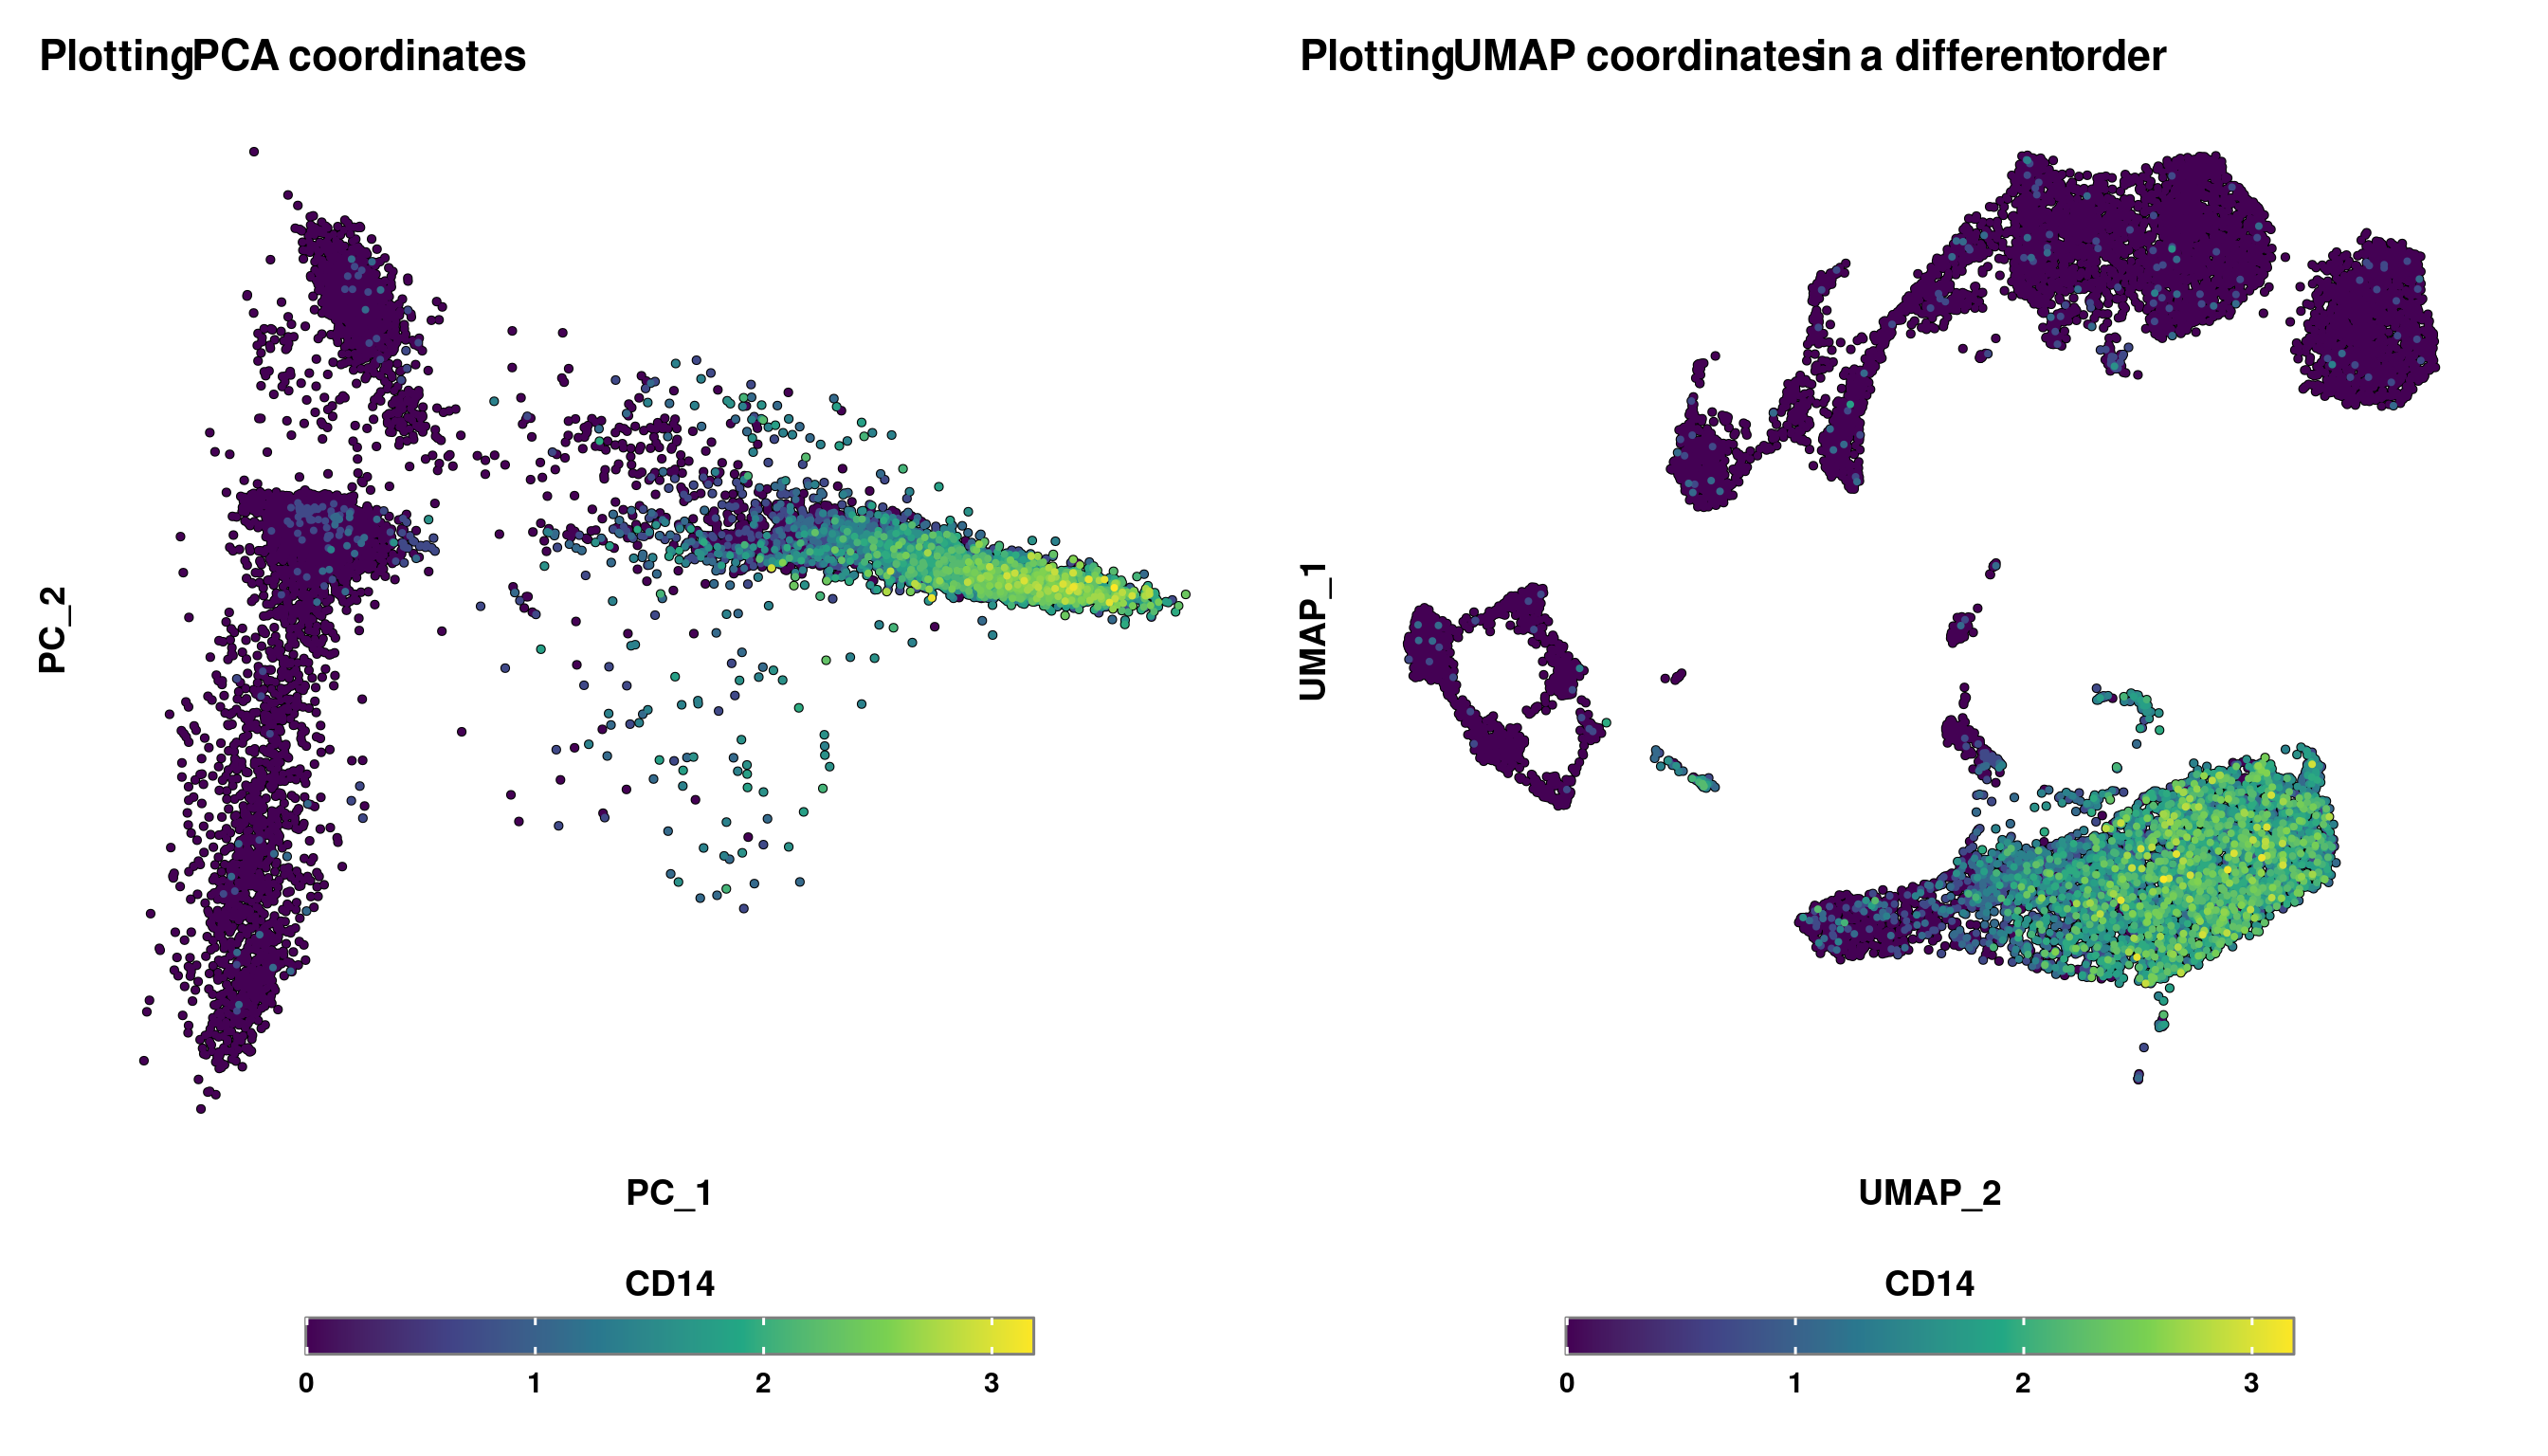 PlottingPCA coordinates
PC_2
PC_1
CD14
0 1 2 3
PlottingUMAP coordinatesin a differentorder
UMAP_1
UMAP_2
CD14
0 1 2 3